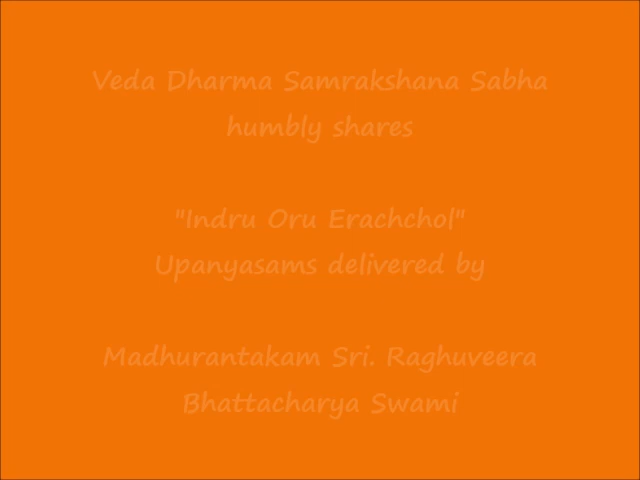 Veda Dharma Samrakshana Sabha
humbly shares
"Indru Oru Erachchol"
Upanyasams delivered by
Madhurantakam Sri. Raghuveera
Bhattacharya Swami